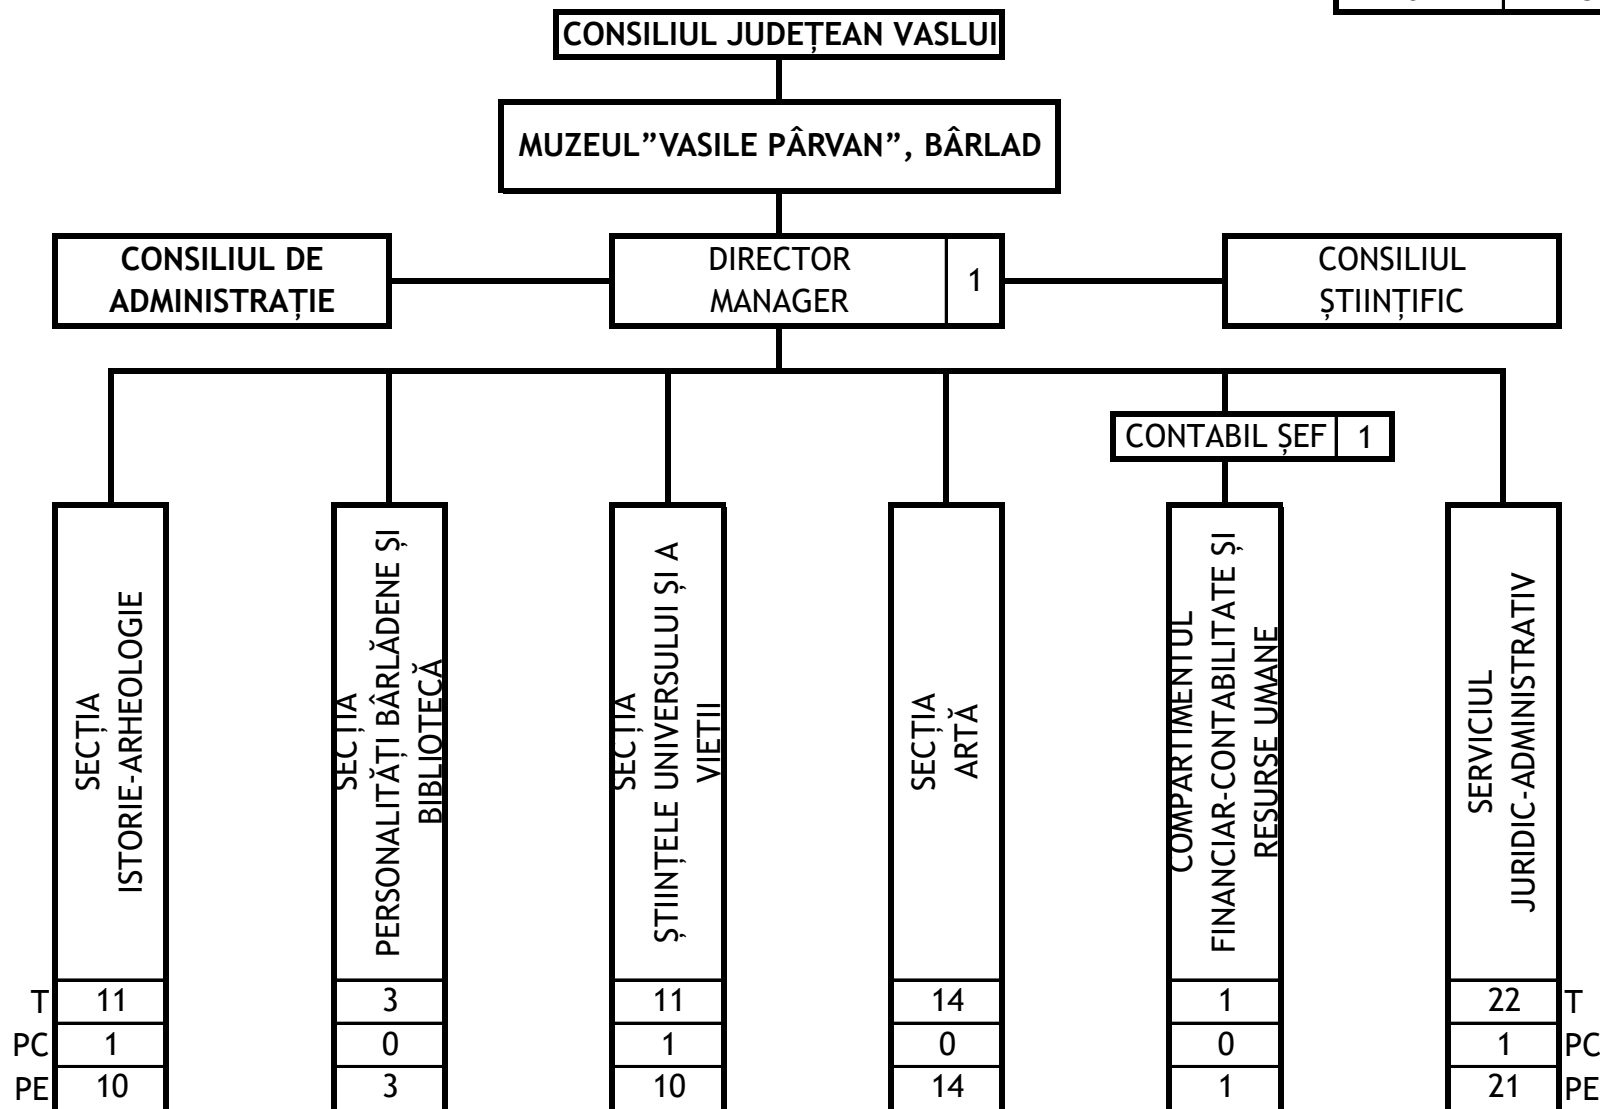 CONSILIUL JUDEȚEAN VASLUI
MUZEUL”VASILE PÂRVAN”, BÂRLAD
CONSILIUL DE
ADMINISTRAȚIE
DIRECTOR
MANAGER
1
CONSILIUL
ȘTIINȚIFIC
CONTABIL ȘEF 1
SECȚIA
ISTORIE-ARHEOLOGIE
SECȚIA
PERSONALITĂȚI BÂRLĂDENE ȘI
BIBLIOTECĂ
SECȚIA
ȘTIINȚELE UNIVERSULUI ȘI A
VIEȚII
SECȚIA
ARTĂ
COMPARTIMENTUL
FINANCIAR-CONTABILITATE ȘI
RESURSE UMANE
SERVICIUL
JURIDIC-ADMINISTRATIV
T 11 3 11 14 1 22 T
PC 1 0 1 0 0 1 PC
PE 10 3 10 14 1 21 PE